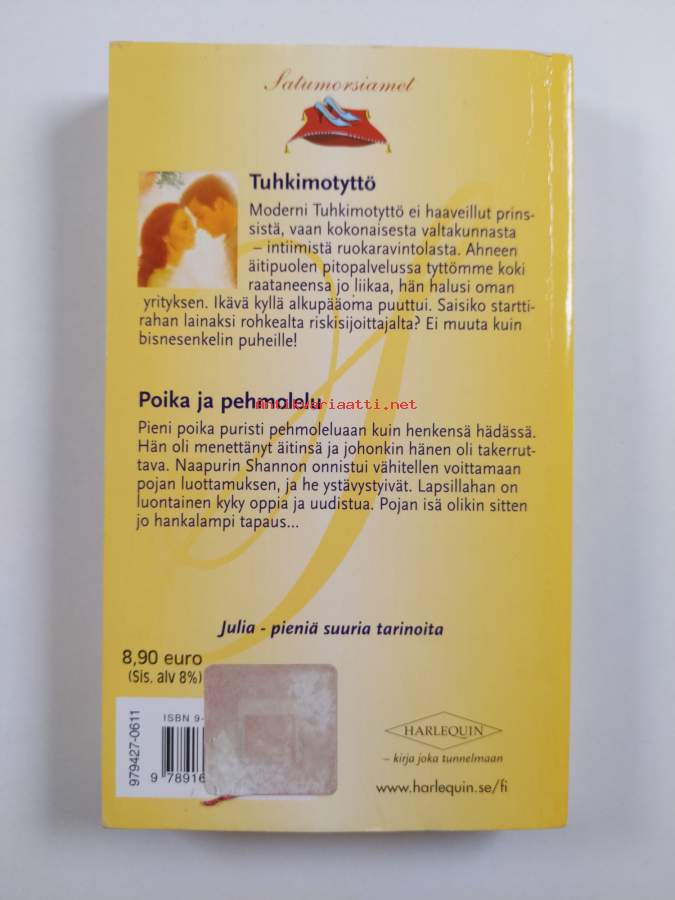 Satumorsiamet
Tuhkimotyttö
Moderni Tuhkimotyttö ei haaveillut prins-
sistä, vaan kokonaisesta valtakunnasta
– intiimistä ruokaravintolasta. Ahneen
äitipuolen pitopalvelussa tyttömme koki
raataneensa jo liikaa, hän halusi oman
yrityksen. Ikävä kyllä alkupääoma puuttui. Saisiko startti-
rahan lainaksi rohkealta riskisijoittajalta? Ei muuta kuin
bisnesenkelin puheille!
Poika ja pehmolelu
antikvariaatti.net
Pieni poika puristi pehmoleluaan kuin henkensä hädässä.
Hän oli menettänyt äitinsä ja johonkin hänen oli takerrut-
tava. Naapurin Shannon onnistui vähitellen voittamaan
pojan luottamuksen, ja he ystävystyivät. Lapsillahan on
luontainen kyky oppia ja uudistua. Pojan isä olikin sitten
jo hankalampi tapaus...
Julia - pieniä suuria tarinoita
8,90 euro
(Sis. alv 8%)
ISBN 9-
979427-0611
9 78916
HARLEQUIN
– kirja joka tunnelmaan
www.harlequin.se/fi